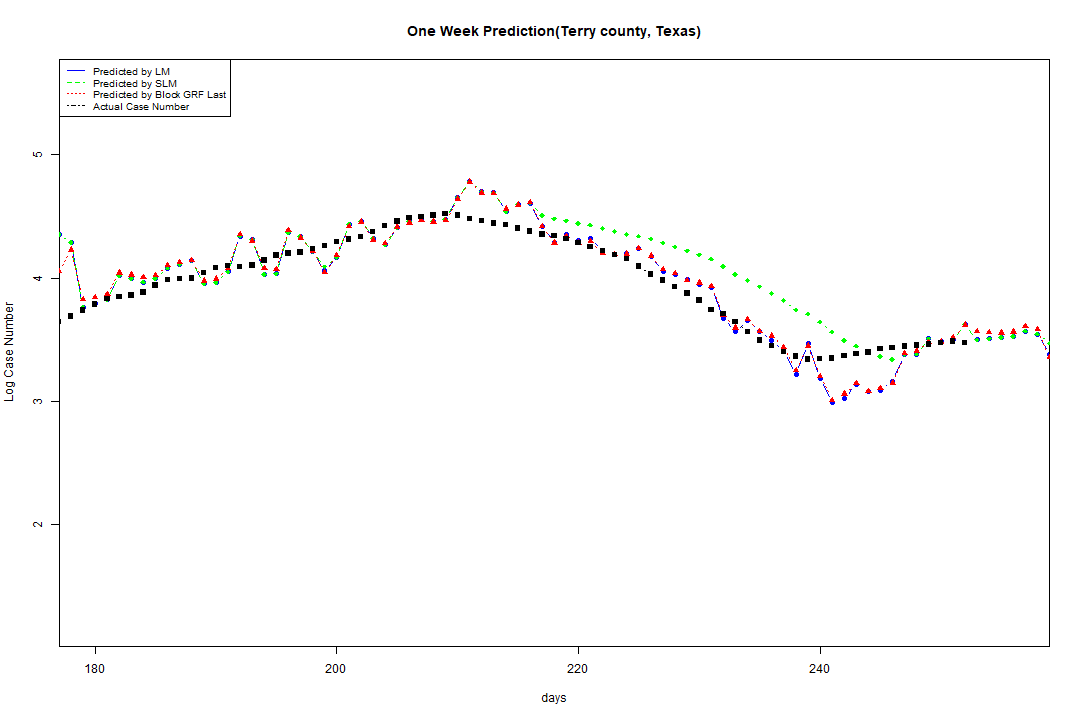 One Week Prediction(Terry county, Texas)
Predicted by LM
Predicted by SLM
Predicted by Block GRF Last
Actual Case Number
5
4
3
2
Log Case Number
180 200 220 240
days